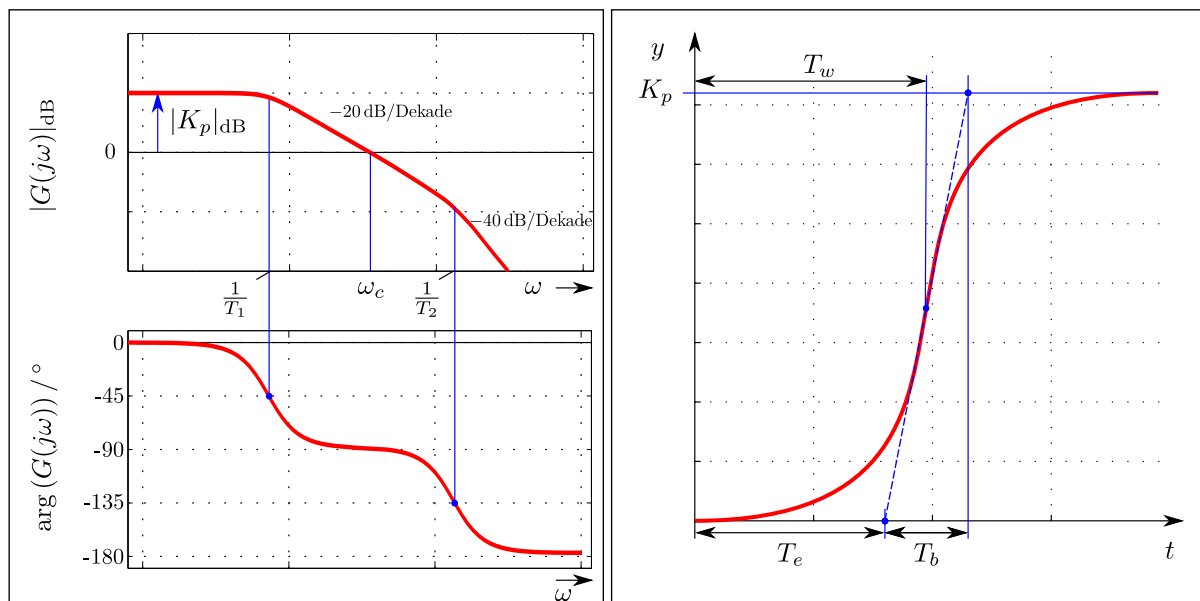 |G(jω)|dB
|Kp|dB
−20 dB/Dekade
0
−40 dB/Dekade
1/T1
ωc
1/T2
ω
arg (G(jω)) / °
0
-45
-90
-135
-180
ω
y
Tw
Kp
Te
Tb
t